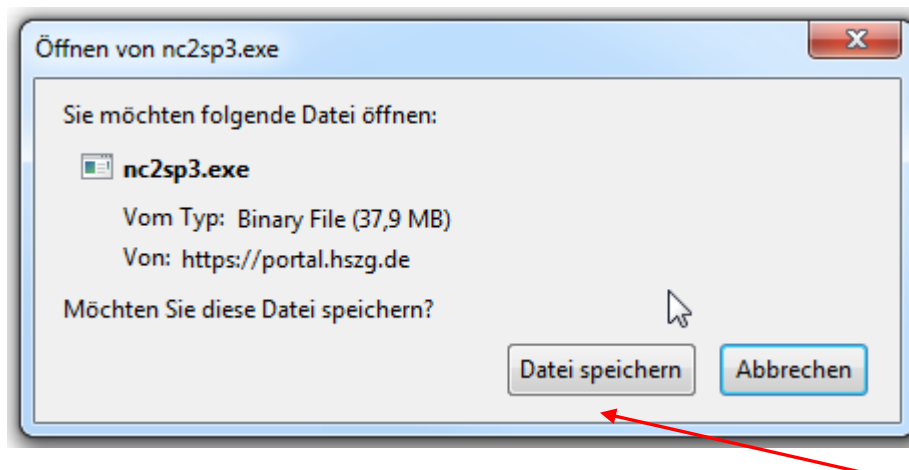 Öffnen von nc2sp3.exe
Sie möchten folgende Datei öffnen:
nc2sp3.exe
Vom Typ: Binary File (37,9 MB)
Von: https://portal.hszg.de
Möchten Sie diese Datei speichern?
Datei speichern Abbrechen